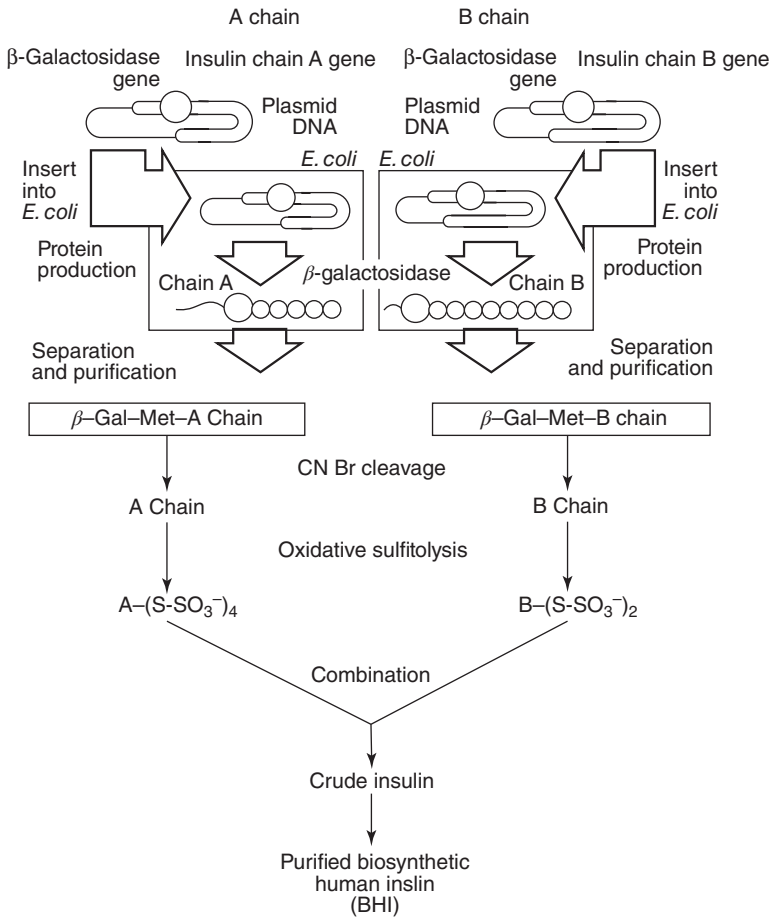 A chain
B chain
β-Galactosidase
gene
Insulin chain A gene
β-Galactosidase
gene
Insulin chain B gene
Plasmid
DNA
Plasmid
DNA
E. coli
E. coli
Insert
into
E. coli
Insert
into
E. coli
Protein
production
Protein
production
β-galactosidase
Chain A
Chain B
Separation
and purification
Separation
and purification
β–Gal–Met–A Chain
β–Gal–Met–B chain
CN Br cleavage
A Chain
B Chain
Oxidative sulfitolysis
A–(S-SO₃⁻)₄
B–(S-SO₃⁻)₂
Combination
Crude insulin
Purified biosynthetic
human inslin
(BHI)